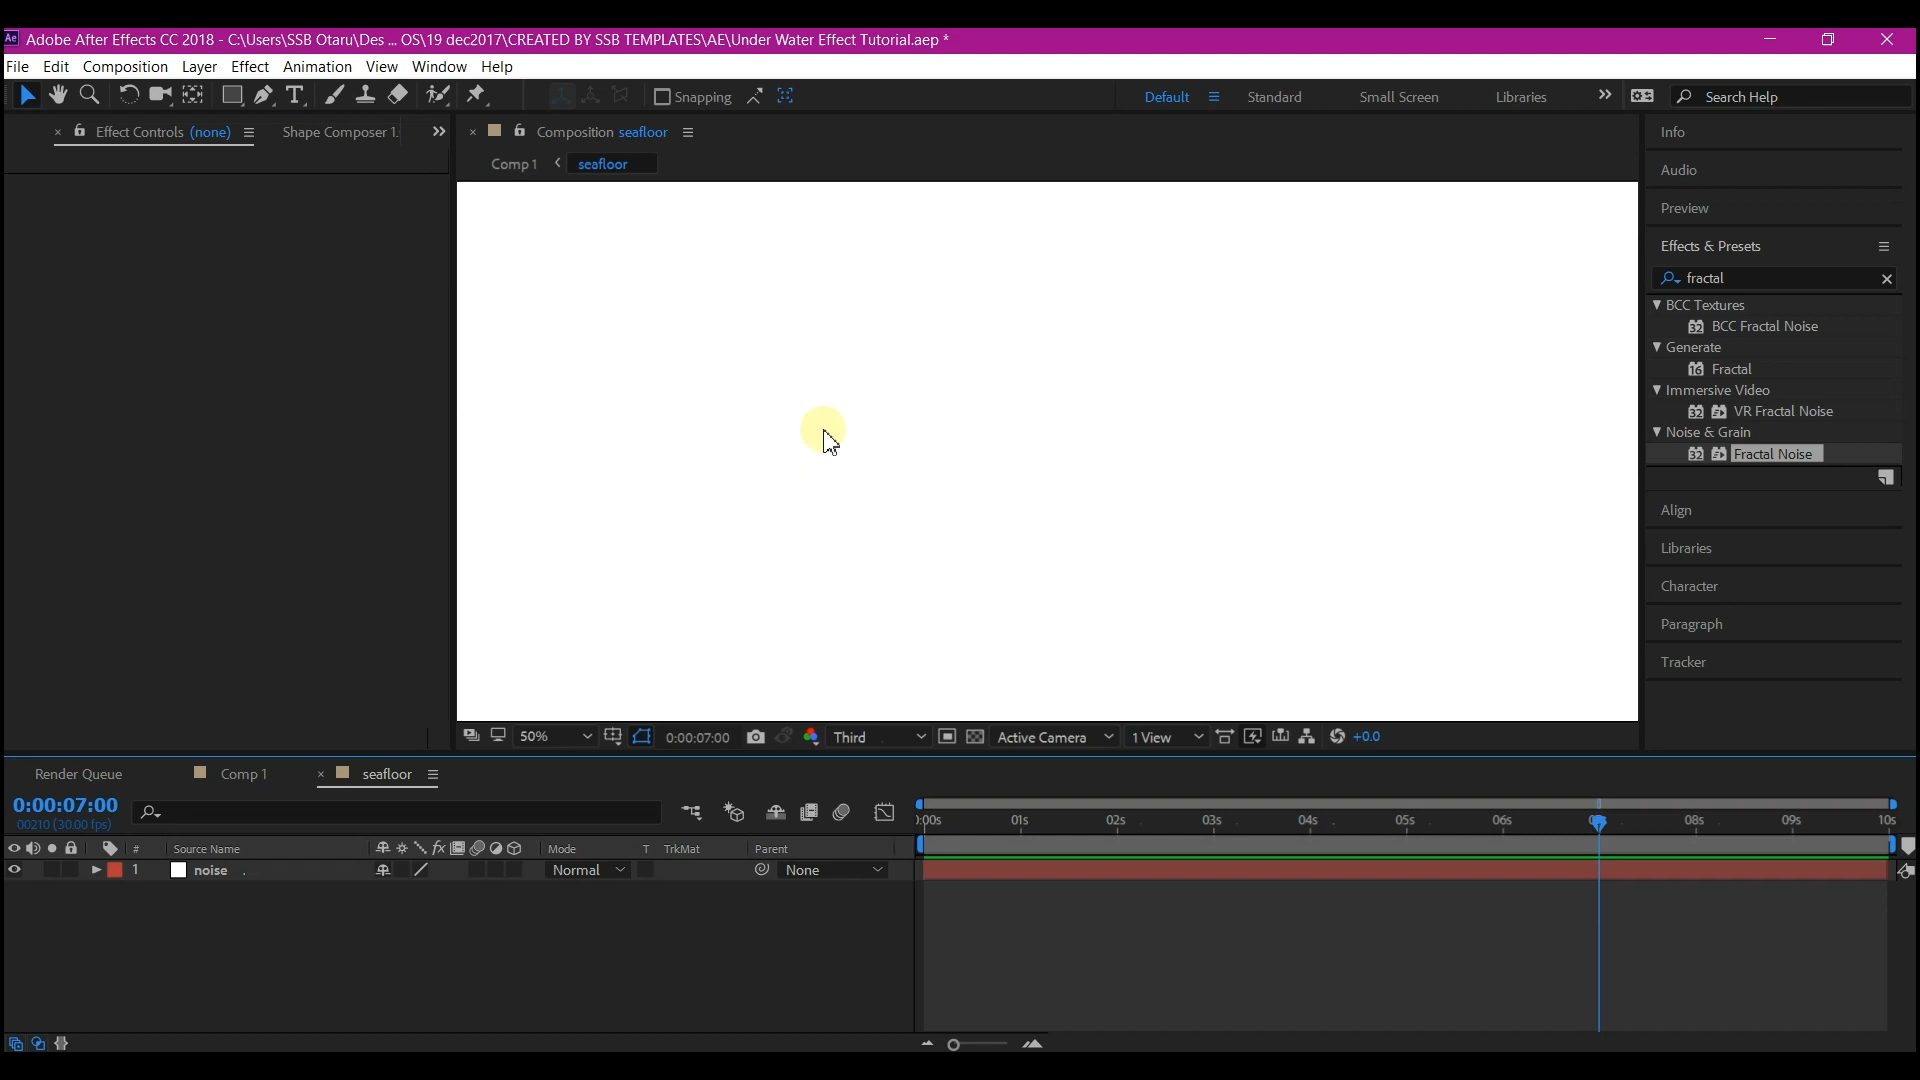 Ae Adobe After Effects CC 2018 - C:\Users\SSB Otaru\Des ... OS\19 dec2017\CREATED BY SSB TEMPLATES\AE\Under Water Effect Tutorial.aep *
File Edit Composition Layer Effect Animation View Window Help
Snapping Default Standard Small Screen Libraries Search Help
Effect Controls (none) Shape Composer 1. Composition seafloor
Comp 1 seafloor
Info
Audio
Preview
Effects & Presets
fractal
BCC Textures
32 BCC Fractal Noise
Generate
16 Fractal
Immersive Video
32 VR Fractal Noise
Noise & Grain
32 Fractal Noise
Align
Libraries
Character
Paragraph
Tracker
50% 0:00:07:00 Third Active Camera 1 View +0.0
Render Queue Comp 1 seafloor
0:00:07:00
00210 (30.00 fps)
):00s 01s 02s 03s 04s 05s 06s 08s 09s 10s
# Source Name Mode T TrkMat Parent
1 noise Normal None